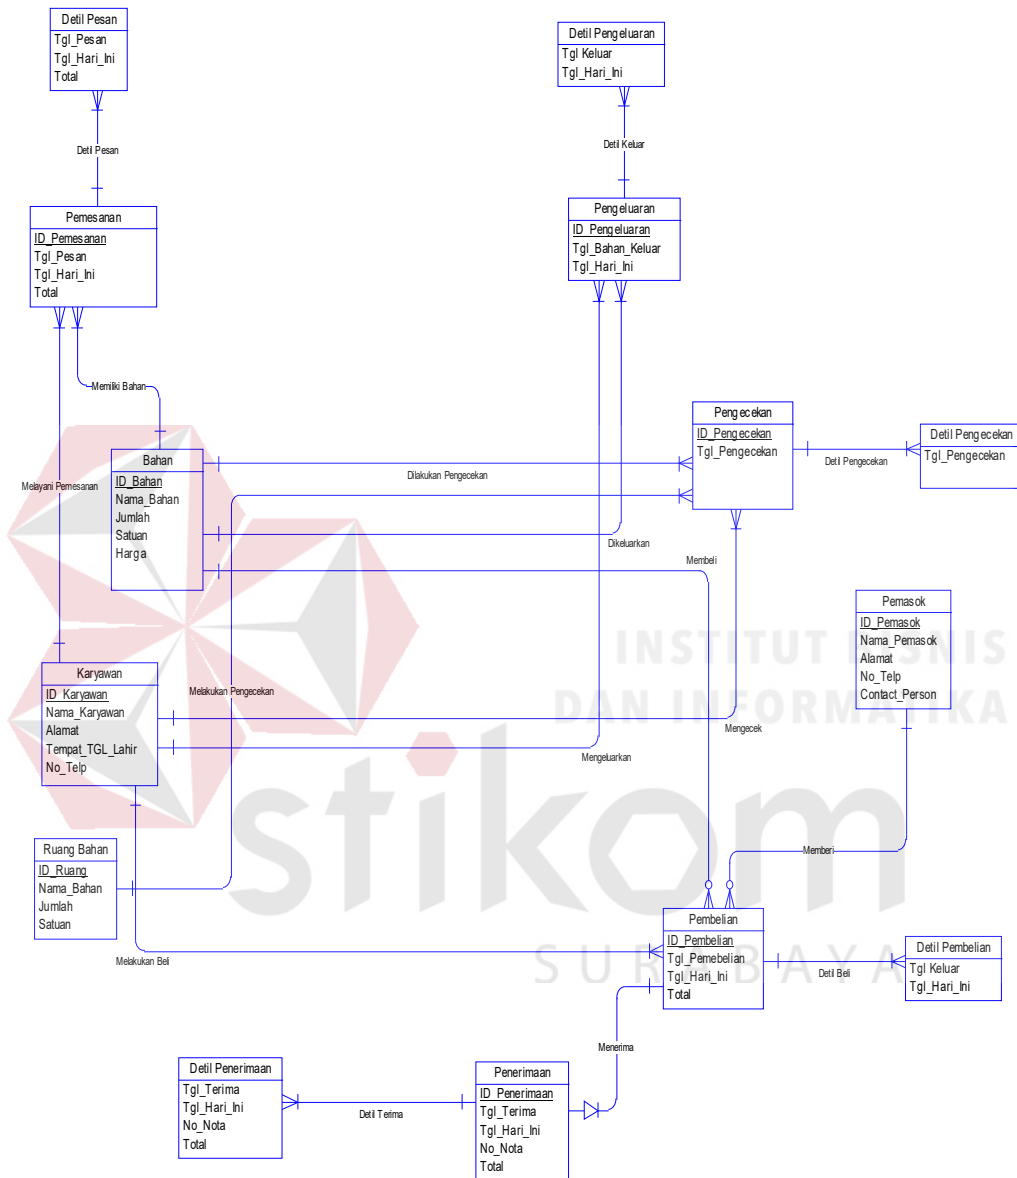 Detil Pesan
Tgl_Pesan
Tgl_Hari_Ini
Total
Detil Pengeluaran
Tgl Keluar
Tgl_Hari_Ini
Detil Pesan
Detil Keluar
Pemesanan
ID_Pemesanan
Tgl_Pesan
Tgl_Hari_Ini
Total
Pengeluaran
ID_Pengeluaran
Tgl_Bahan_Keluar
Tgl_Hari_Ini
Memiliki Bahan
Pengecekan
ID_Pengecekan
Tgl_Pengecekan
Detil Pengecekan
Detil Pengecekan
Tgl_Pengecekan
Bahan
ID_Bahan
Nama_Bahan
Jumlah
Satuan
Harga
Melayani Pemesanan
Dilakukan Pengecekan
Dikeluarkan
Membeli
Pemasok
ID_Pemasok
Nama_Pemasok
Alamat
No_Telp
Contact_Person
INSTITUT BISNIS
DAN INFORMATIKA
Karyawan
ID_Karyawan
Nama_Karyawan
Alamat
Tempat_TGL_Lahir
No_Telp
Melakukan Pengecekan
Mengecek
Mengeluarkan
stikom
SURABAYA
Ruang Bahan
ID_Ruang
Nama_Bahan
Jumlah
Satuan
Memberi
Melakukan Beli
Pembelian
ID_Pembelian
Tgl_Pemebelian
Tgl_Hari_Ini
Total
Detil Beli
Detil Pembelian
Tgl Keluar
Tgl_Hari_Ini
Menerima
Detil Penerimaan
Tgl_Terima
Tgl_Hari_Ini
No_Nota
Total
Detil Terima
Penerimaan
ID_Penerimaan
Tgl_Terima
Tgl_Hari_Ini
No_Nota
Total